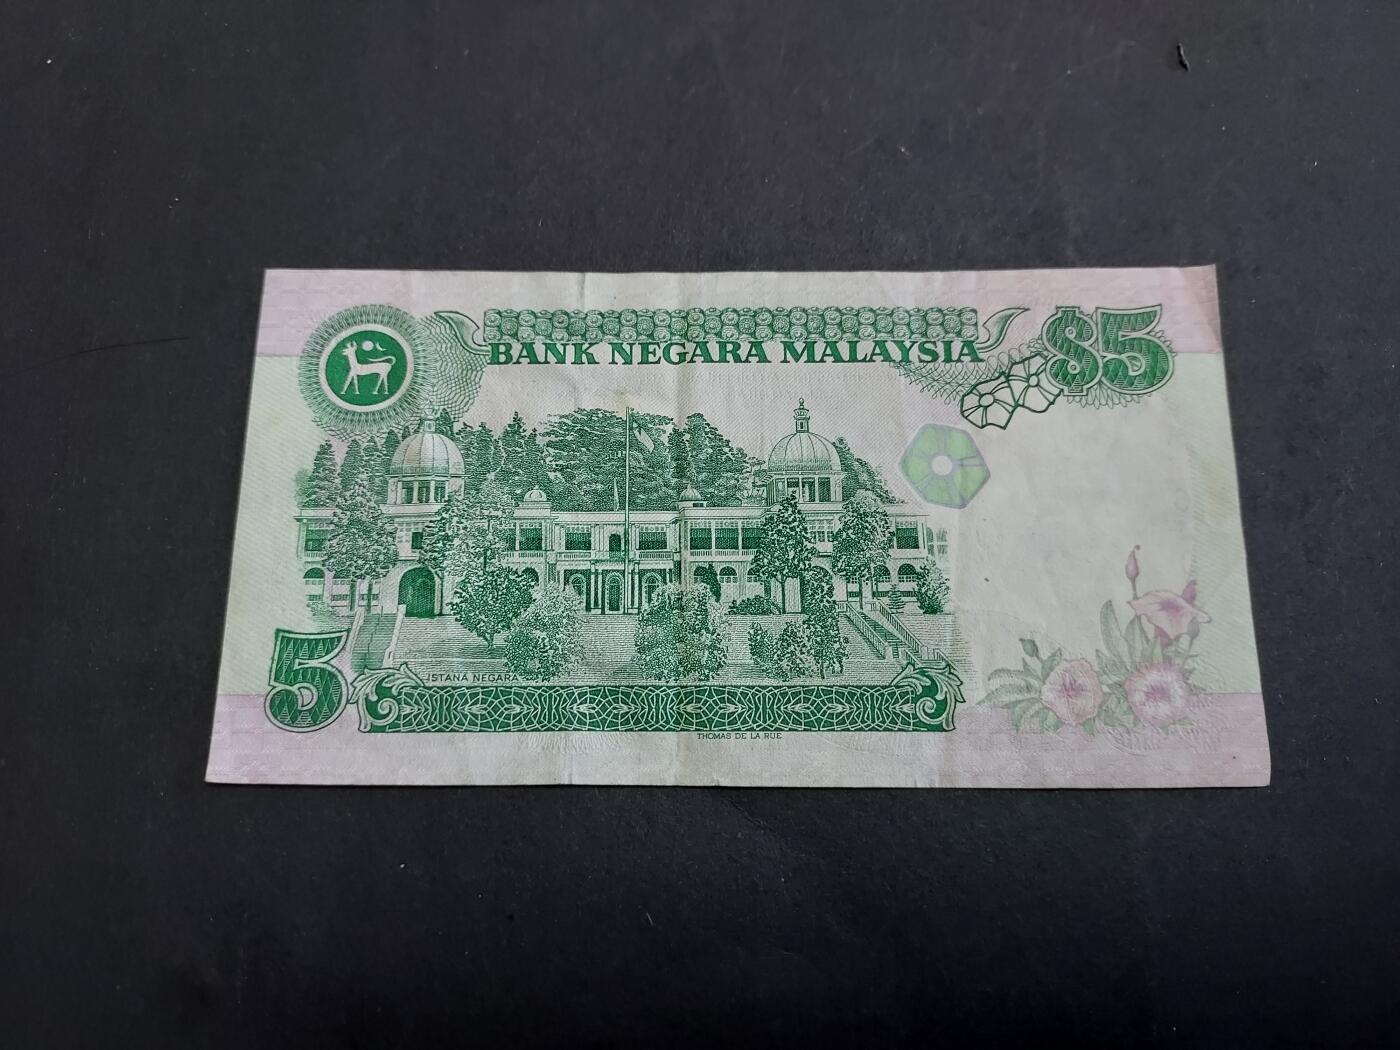 BANK NEGARA MALAYSIA
$5
5
ISTANA NEGARA
THOMAS DE LA RUE